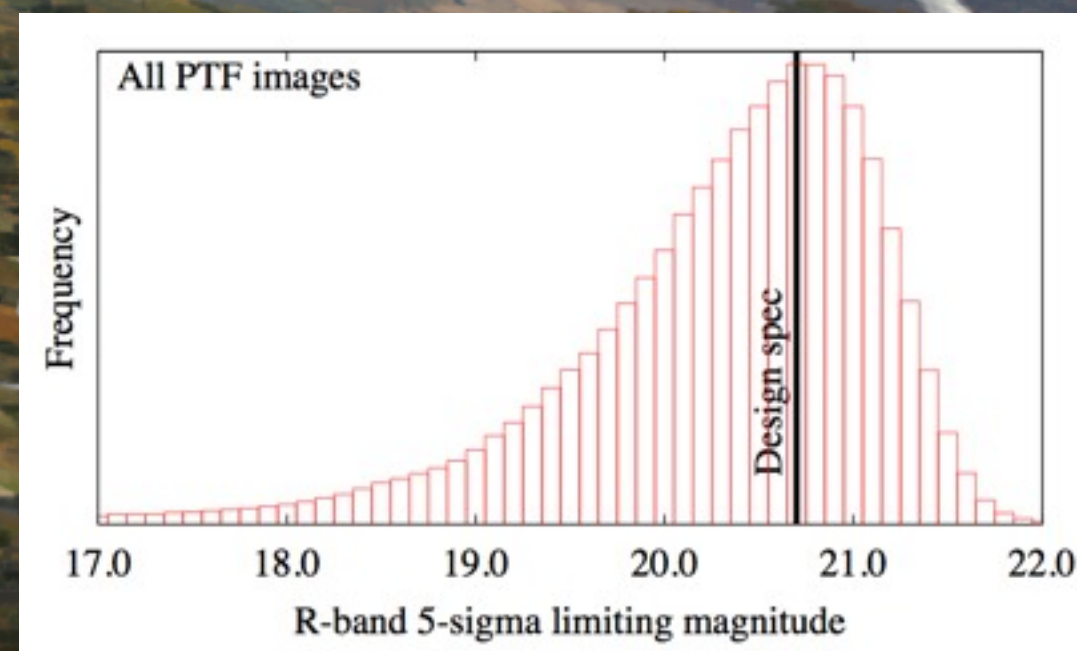 All PTF images
Frequency
Design spec
17.0 18.0 19.0 20.0 21.0 22.0
R-band 5-sigma limiting magnitude